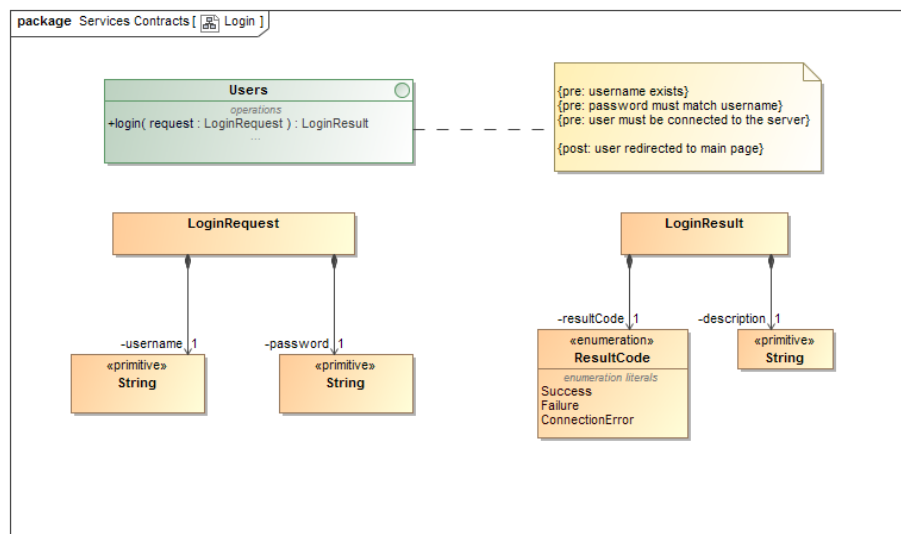 package Services Contracts [ Login ]
Users
operations
+login( request : LoginRequest ) : LoginResult
...
{pre: username exists}
{pre: password must match username}
{pre: user must be connected to the server}
{post: user redirected to main page}
LoginRequest
LoginResult
-username 1
-password 1
-resultCode 1
-description 1
«primitive»
String
«primitive»
String
«enumeration»
ResultCode
enumeration literals
Success
Failure
ConnectionError
«primitive»
String